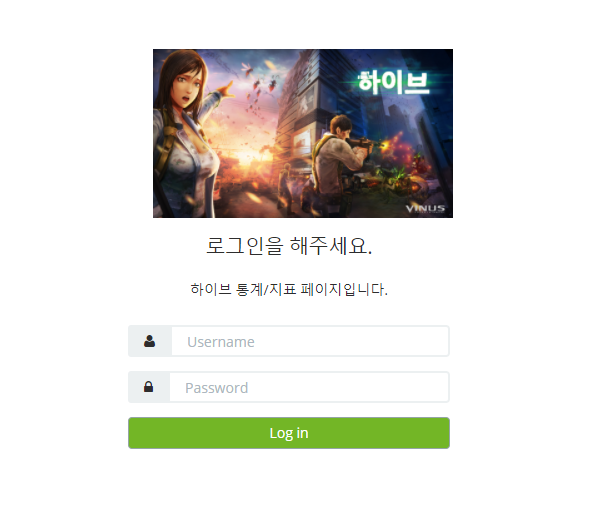 하이브
VINUS
로그인을 해주세요.
하이브 통계/지표 페이지입니다.
Username
Password
Log in